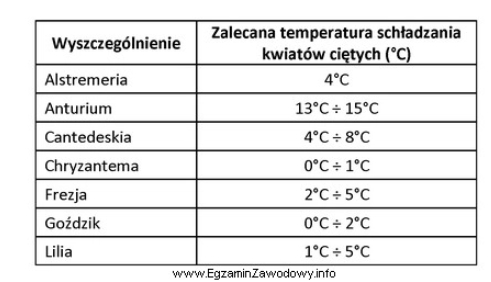 Wyszczególnienie Zalecana temperatura schładzania
kwiatów ciętych (°C)
Alstremeria 4°C
Anturium 13°C ÷ 15°C
Cantedeskia 4°C ÷ 8°C
Chryzantema 0°C ÷ 1°C
Frezja 2°C ÷ 5°C
Goździk 0°C ÷ 2°C
Lilia 1°C ÷ 5°C
www.EgzaminZawodowy.info